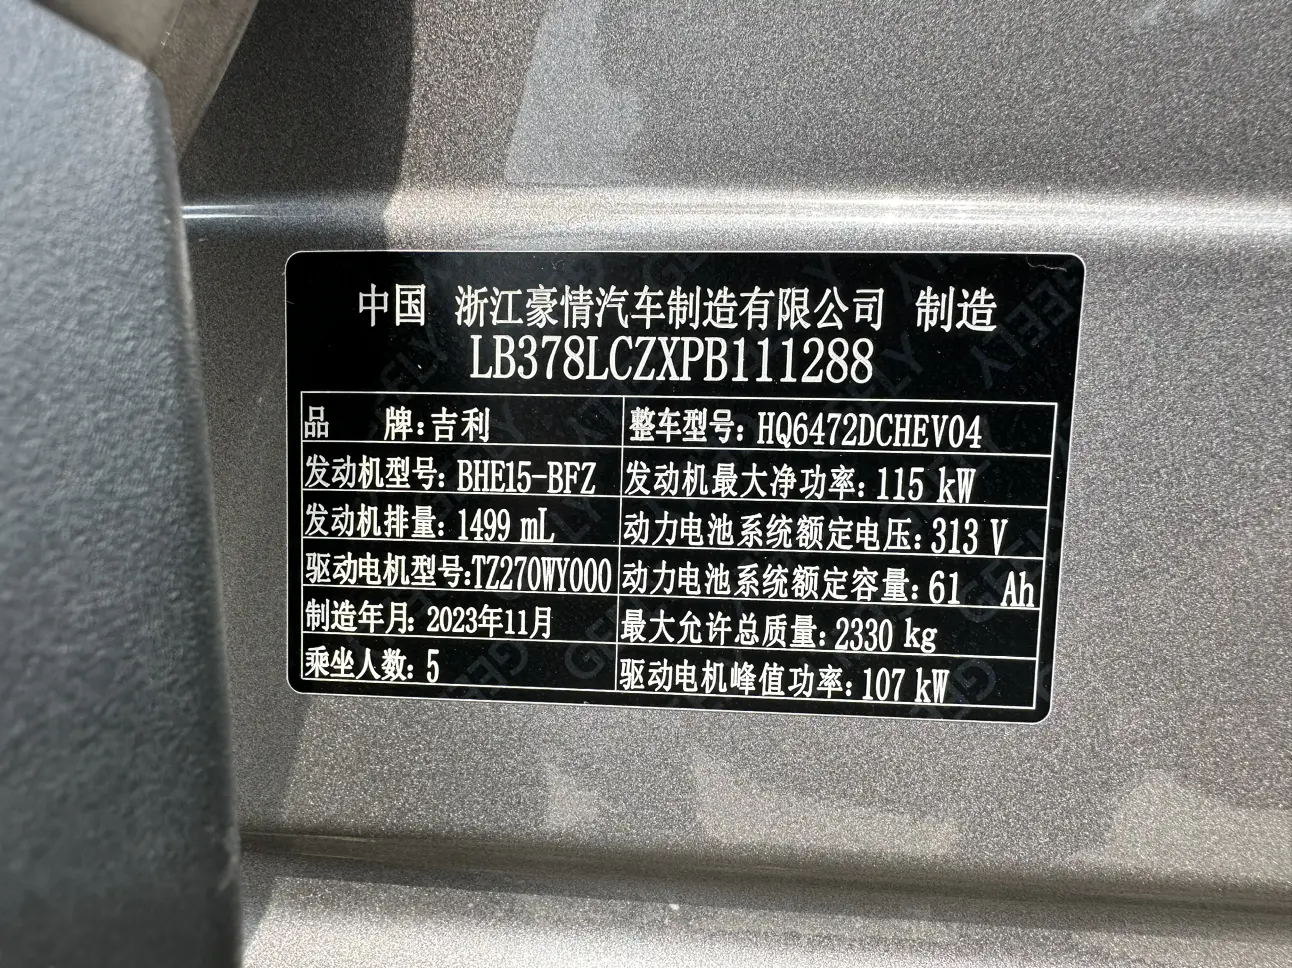 中国 浙江豪情汽车制造有限公司 制造
LB378LCZXPB111288
品 牌:吉利 整车型号:HQ6472DCHEV04
发动机型号:BHE15-BFZ 发动机最大净功率:115 kW
发动机排量:1499 mL 动力电池系统额定电压:313 V
驱动电机型号:TZ270WY000 动力电池系统额定容量:61 Ah
制造年月:2023年11月 最大允许总质量:2330 kg
乘坐人数:5 驱动电机峰值功率:107 kW